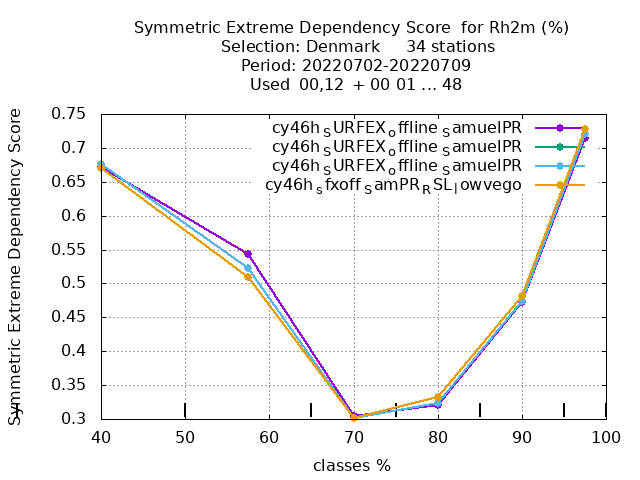 Symmetric Extreme Dependency Score  for Rh2m (%)
Selection: Denmark     34 stations
Period: 20220702-20220709
Used  00,12  + 00 01 ... 48
Symmetric Extreme Dependency Score
y
0.75
0.7
0.65
0.6
0.55
0.5
0.45
0.4
0.35
0.3
cy46h_SURFEX_offline_SamuelPR
cy46h_SURFEX_offline_SamuelPR
cy46h_SURFEX_offline_SamuelPR
cy46h_sfxoff_samPR_RSL_lowvego
40 50 60 70 80 90 100
classes %